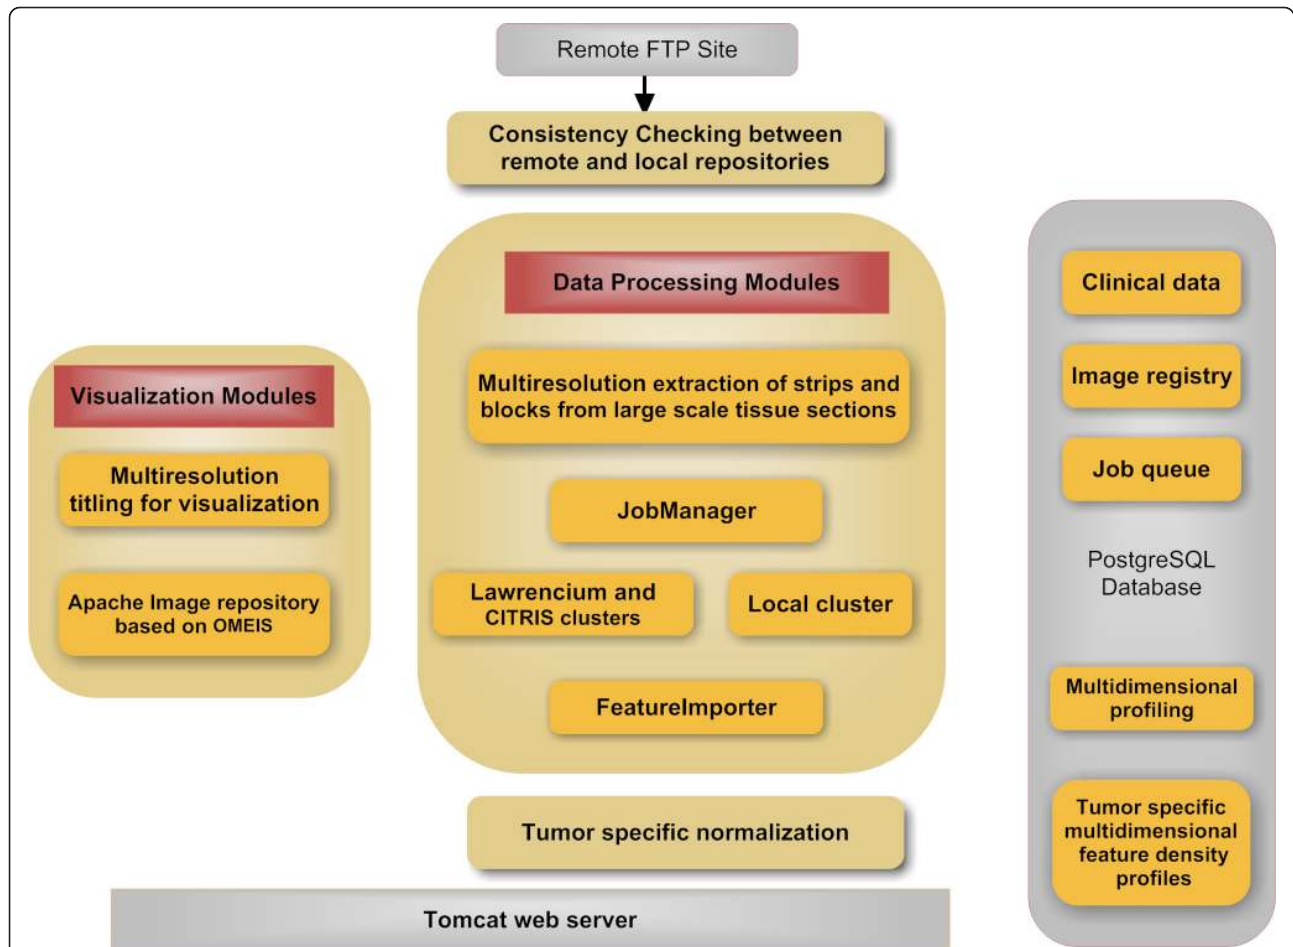 Remote FTP Site
Consistency Checking between
remote and local repositories
Data Processing Modules
Multiresolution extraction of strips and
blocks from large scale tissue sections
JobManager
Lawrencium and
CITRIS clusters
Local cluster
FeatureImporter
Visualization Modules
Multiresolution
titling for visualization
Apache Image repository
based on OMEIS
Clinical data
Image registry
Job queue
PostgreSQL
Database
Multidimensional
profiling
Tumor specific
multidimensional
feature density
profiles
Tumor specific normalization
Tomcat web server